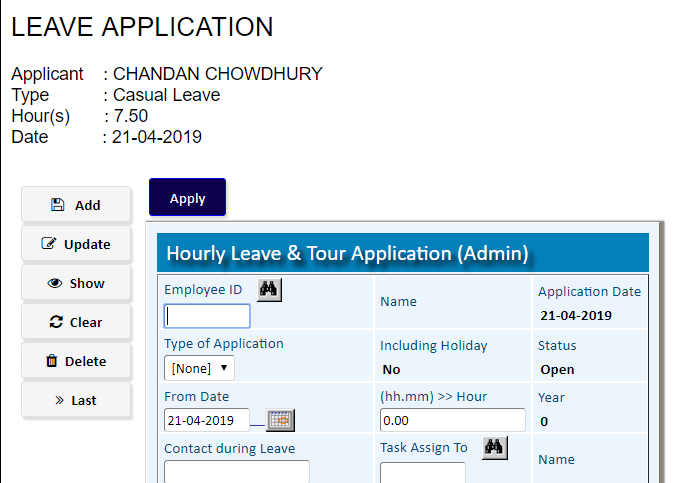 LEAVE APPLICATION
Applicant : CHANDAN CHOWDHURY
Type : Casual Leave
Hour(s) : 7.50
Date : 21-04-2019
Add
Update
Show
Clear
Delete
Last
Apply
Hourly Leave & Tour Application (Admin)
Employee ID
Name
Application Date
21-04-2019
Type of Application
[None]
Including Holiday
No
Status
Open
From Date
21-04-2019
(hh.mm) >> Hour
0.00
Year
0
Contact during Leave
Task Assign To
Name